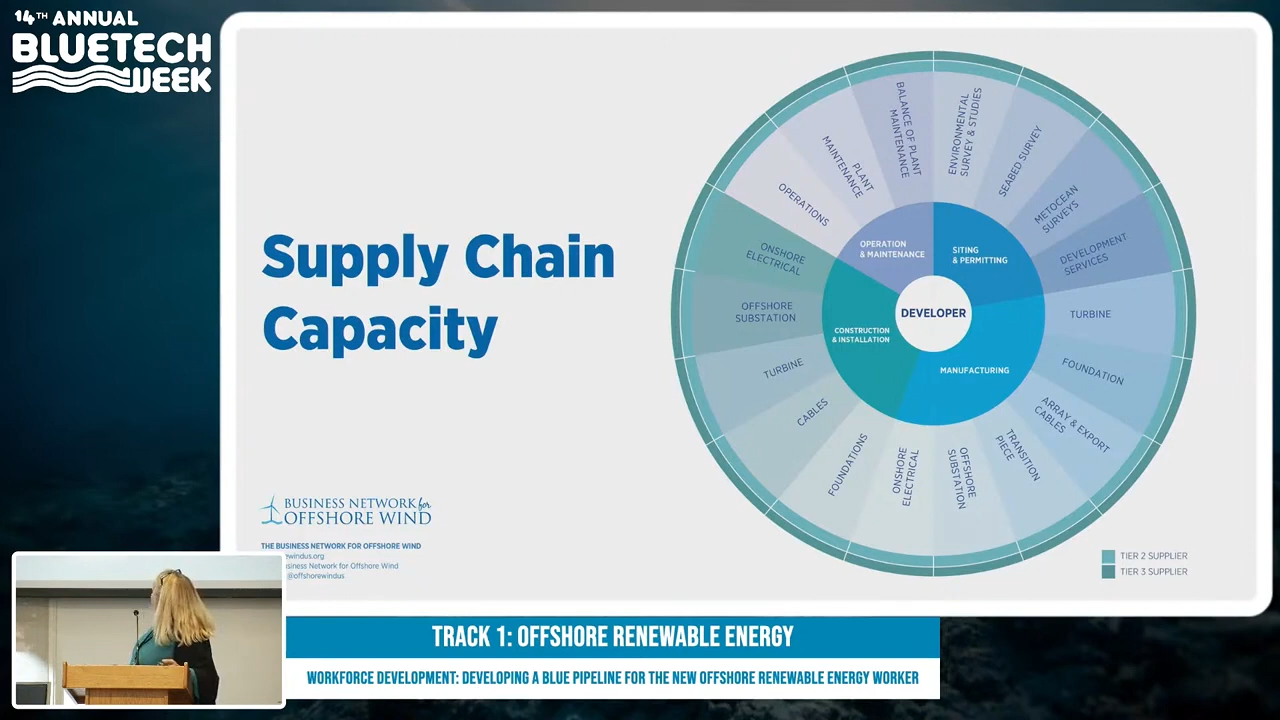 14TH ANNUAL
BLUETECH
WEEK
Supply Chain
Capacity
BUSINESS NETWORK for
OFFSHORE WIND
THE BUSINESS NETWORK FOR OFFSHORE WIND
ewindus.org
Business Network for Offshore Wind
@offshorewindus
DEVELOPER
SITING
& PERMITTING
MANUFACTURING
CONSTRUCTION
& INSTALLATION
OPERATION
& MAINTENANCE
ENVIRONMENTAL
SURVEY & STUDIES
SEABED SURVEY
METOCEAN
SURVEYS
DEVELOPMENT
SERVICES
TURBINE
FOUNDATION
ARRAY & EXPORT
CABLES
TRANSITION
PIECE
OFFSHORE
SUBSTATION
ONSHORE
ELECTRICAL
FOUNDATIONS
CABLES
TURBINE
OFFSHORE
SUBSTATION
ONSHORE
ELECTRICAL
OPERATIONS
PLANT
MAINTENANCE
BALANCE OF PLANT
MAINTENANCE
TIER 2 SUPPLIER
TIER 3 SUPPLIER
TRACK 1: OFFSHORE RENEWABLE ENERGY
WORKFORCE DEVELOPMENT: DEVELOPING A BLUE PIPELINE FOR THE NEW OFFSHORE RENEWABLE ENERGY WORKER